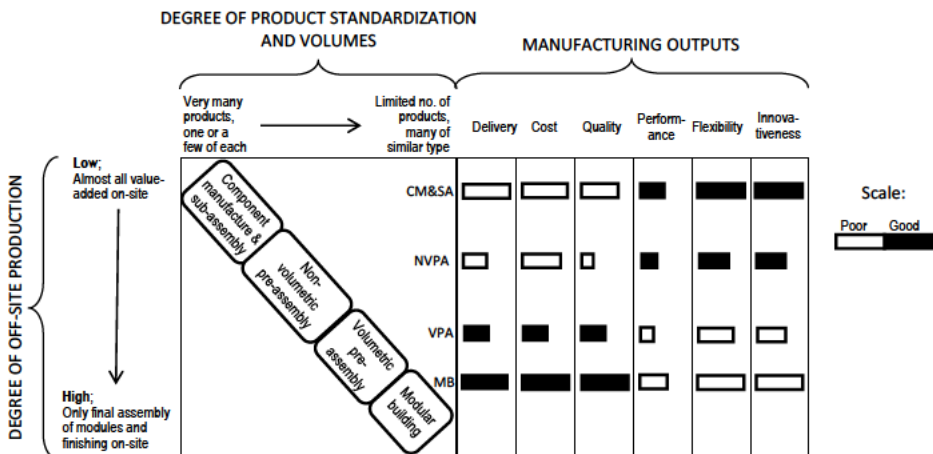 DEGREE OF PRODUCT STANDARDIZATION
AND VOLUMES
MANUFACTURING OUTPUTS
Very many
products,
one or a
few of each
Limited no. of
products,
many of
similar type
Delivery
Cost
Quality
Perform-
ance
Flexibility
Innova-
tiveness
DEGREE OF OFF-SITE PRODUCTION
Low;
Almost all value-
added on-site
High;
Only final assembly
of modules and
finishing on-site
Component
manufacture &
sub-assembly
Non-
volumetric
pre-assembly
Volumetric
pre-
assembly
Modular
building
CM&SA
NVPA
VPA
MB
Scale:
Poor Good